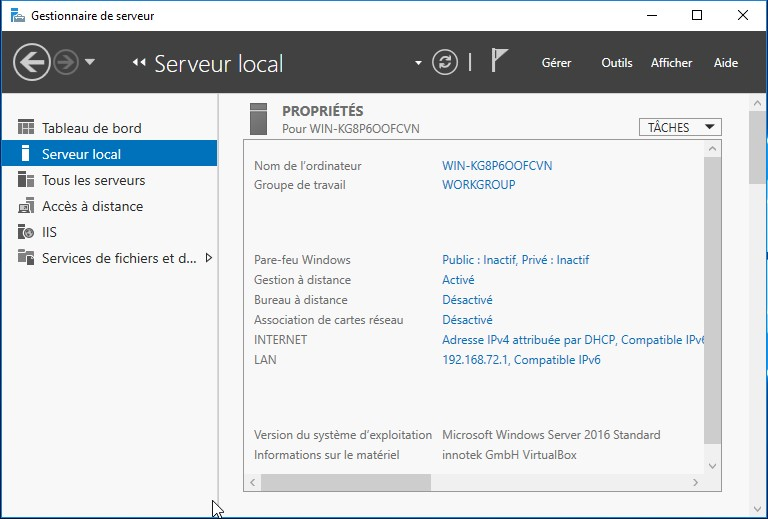 Gestionnaire de serveur
Serveur local
Gérer Outils Afficher Aide
Tableau de bord
Serveur local
Tous les serveurs
Accès à distance
IIS
Services de fichiers et d...
PROPRIÉTÉS
Pour WIN-KG8P6OOFCVN
TÂCHES
Nom de l'ordinateur WIN-KG8P6OOFCVN
Groupe de travail WORKGROUP
Pare-feu Windows Public : Inactif, Privé : Inactif
Gestion à distance Activé
Bureau à distance Désactivé
Association de cartes réseau Désactivé
INTERNET Adresse IPv4 attribuée par DHCP, Compatible IPv6
LAN 192.168.72.1, Compatible IPv6
Version du système d'exploitation Microsoft Windows Server 2016 Standard
Informations sur le matériel innotek GmbH VirtualBox